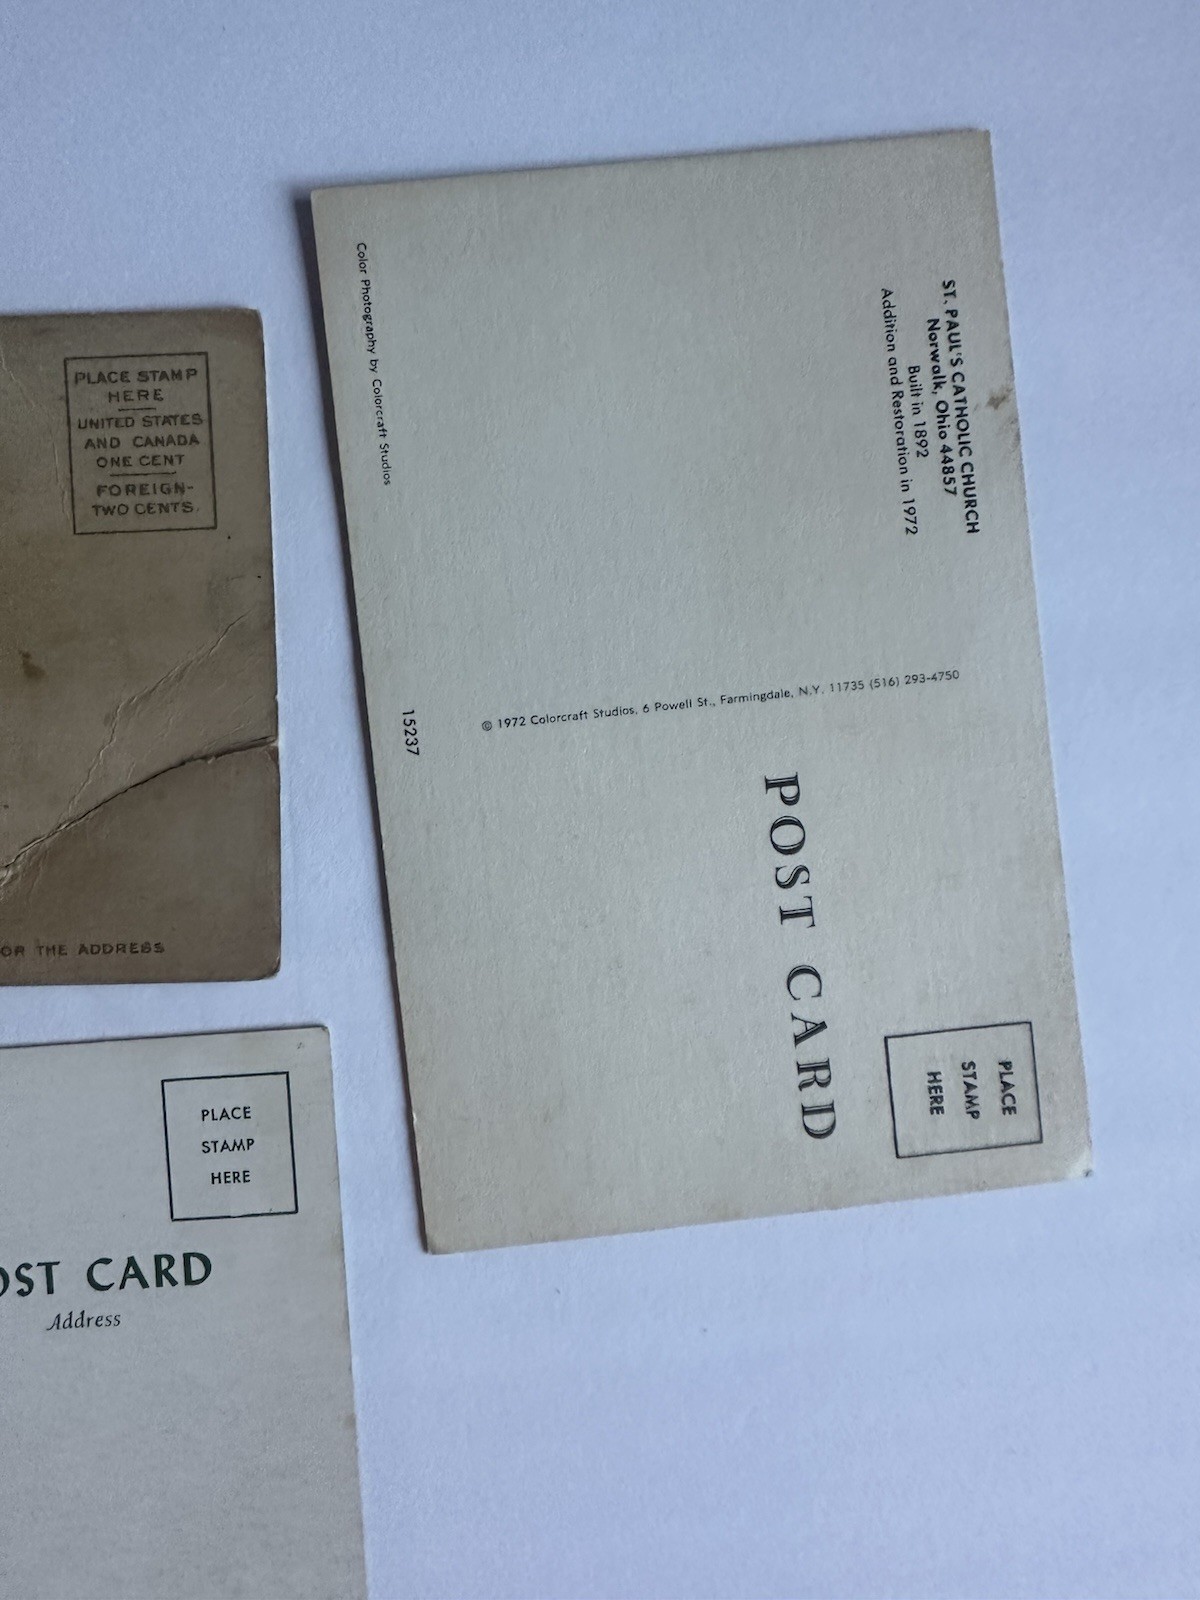 PLACE STAMP
HERE
UNITED STATES
AND CANADA
ONE CENT
FOREIGN-
TWO CENTS.
OR THE ADDRESS
PLACE
STAMP
HERE
OST CARD
Address
ST. PAUL'S CATHOLIC CHURCH
Norwalk, Ohio 44857
Built in 1892
Addition and Restoration in 1972
Color Photography by Colorcraft Studios
© 1972 Colorcraft Studios, 6 Powell St., Farmingdale, N.Y. 11735 (516) 293-4750
15237
POST CARD
PLACE
STAMP
HERE